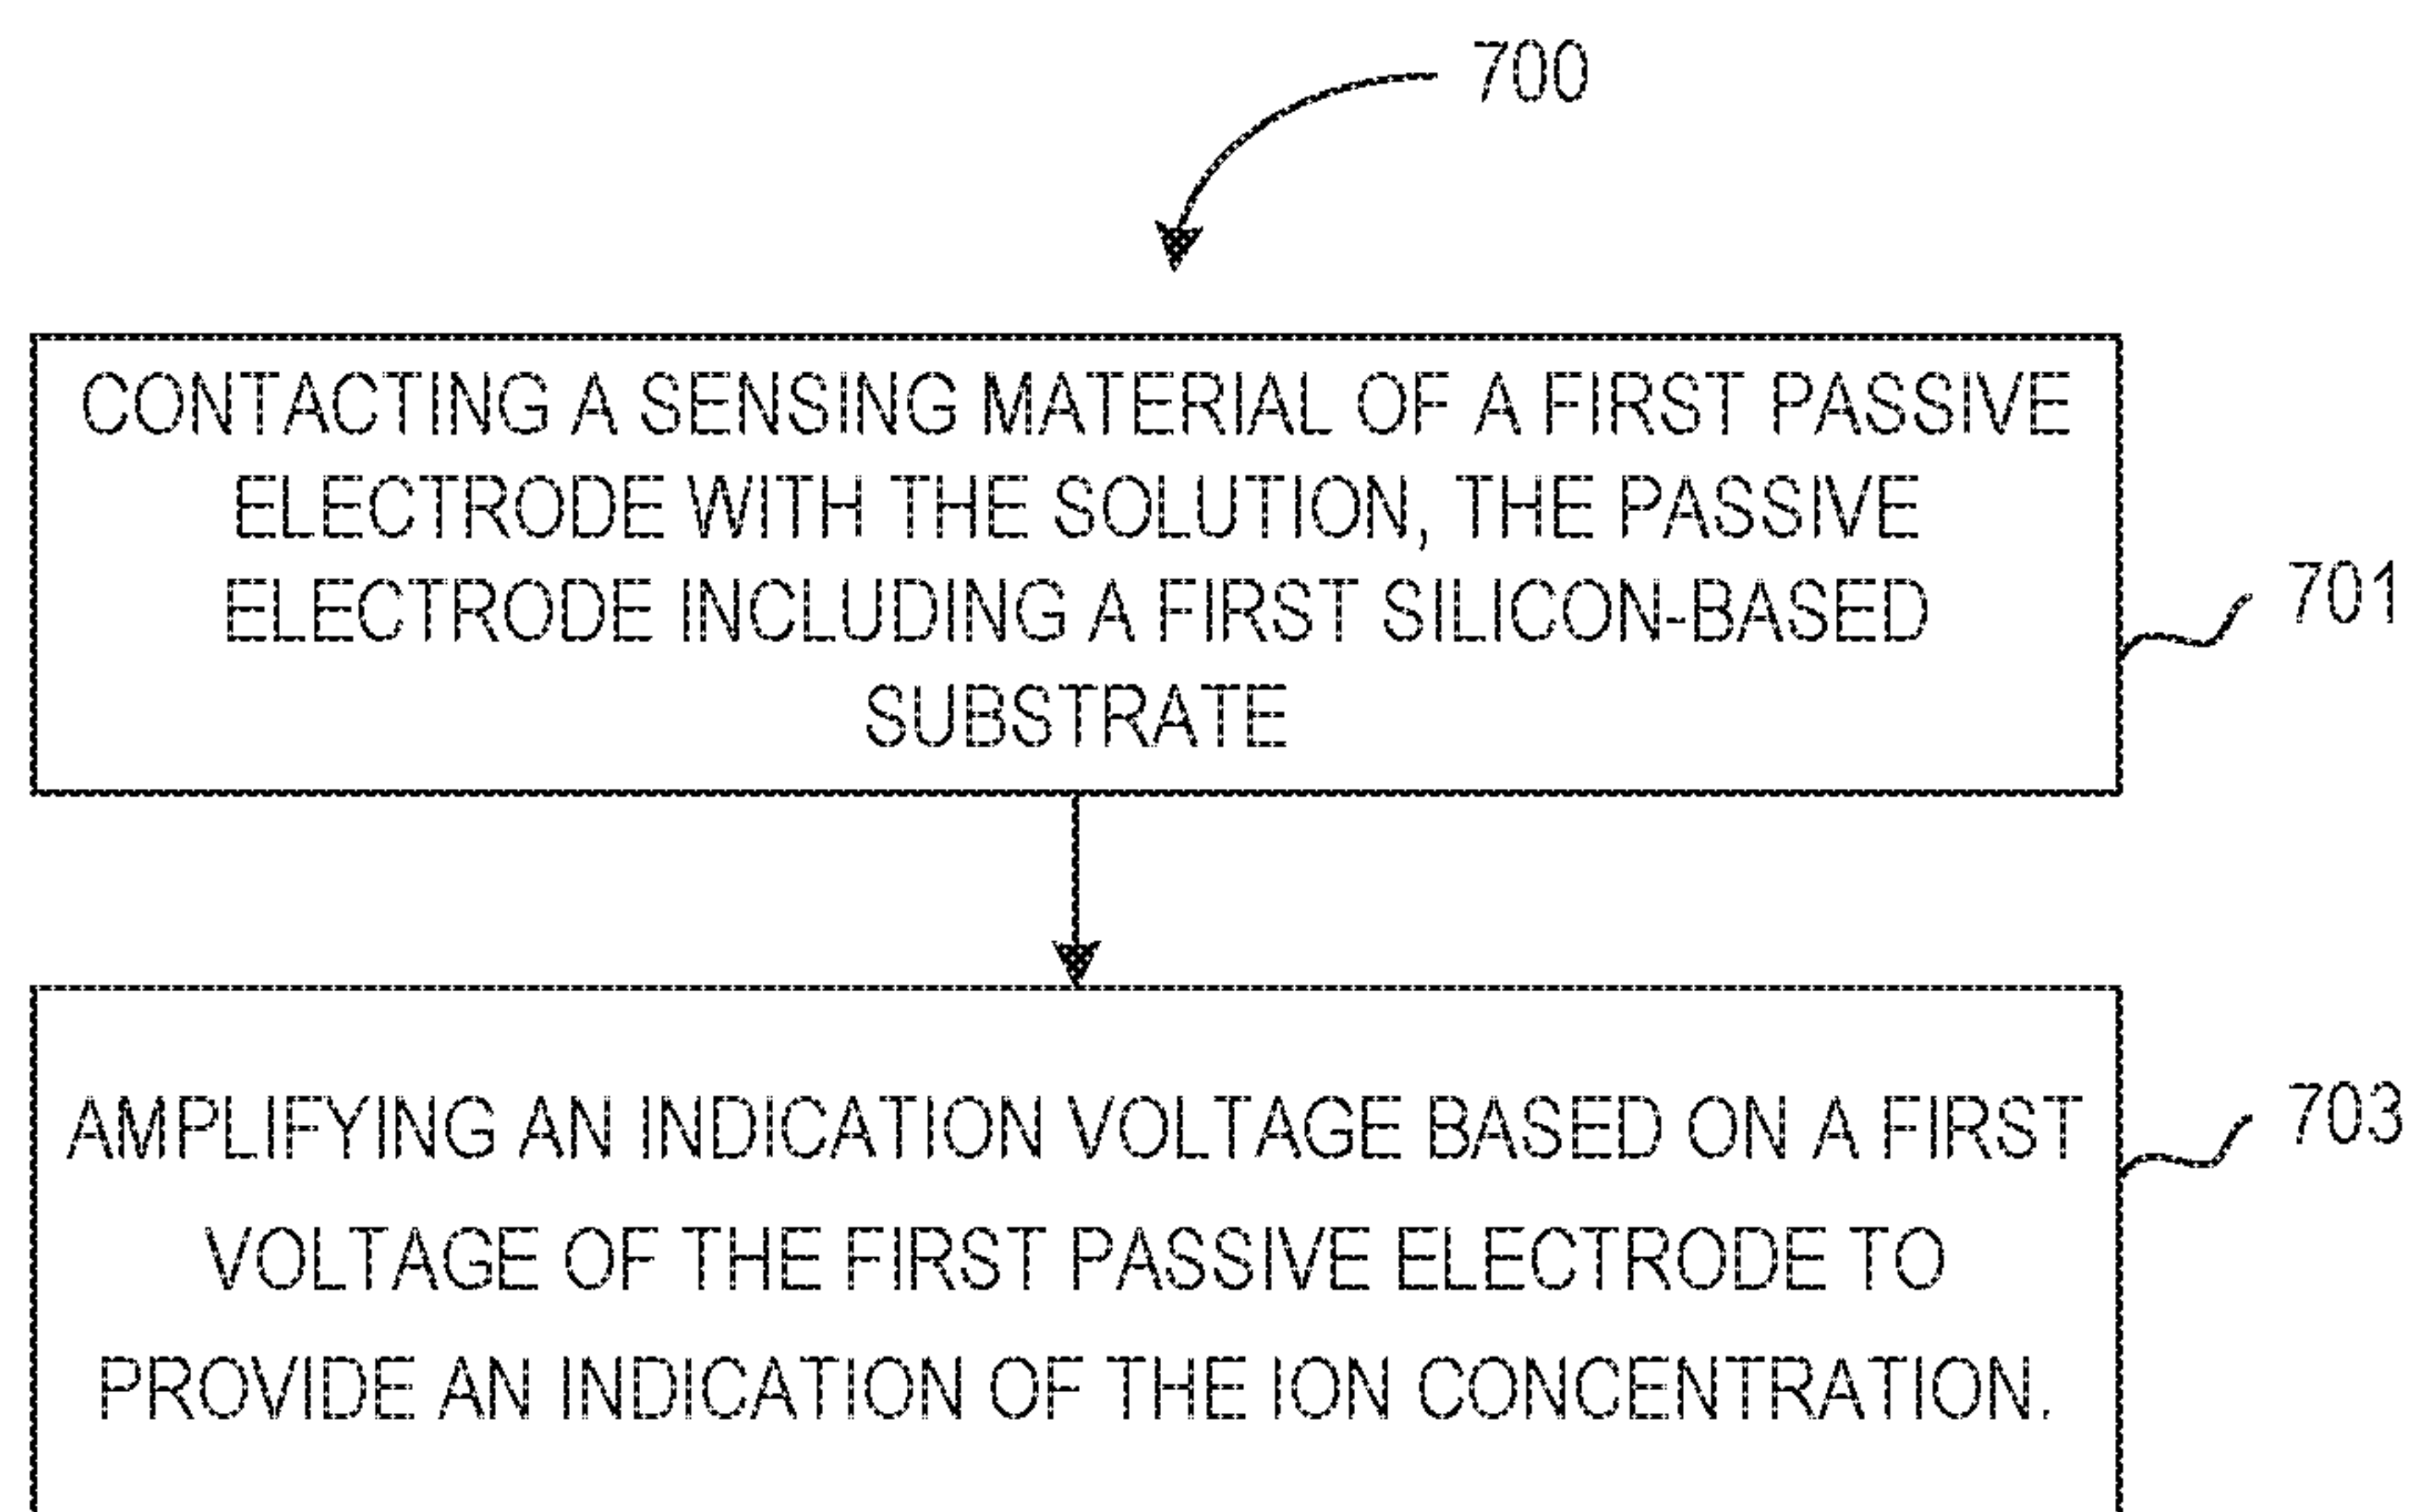 700
CONTACTING A SENSING MATERIAL OF A FIRST PASSIVE
ELECTRODE WITH THE SOLUTION, THE PASSIVE
ELECTRODE INCLUDING A FIRST SILICON-BASED
SUBSTRATE
701
AMPLIFYING AN INDICATION VOLTAGE BASED ON A FIRST
VOLTAGE OF THE FIRST PASSIVE ELECTRODE TO
PROVIDE AN INDICATION OF THE ION CONCENTRATION.
703